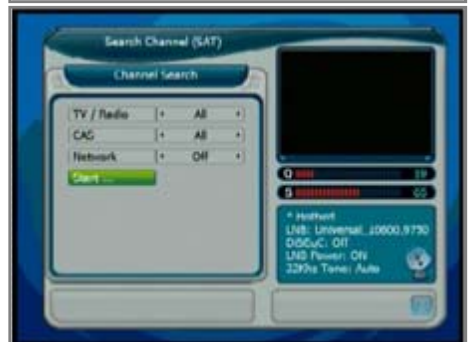 Search Channel (SAT)
Channel Search
TV / Radio All
CAS All
Network Off
Start ...
Q
S 60
* Hotbird
LNB: Universal_10600,9750
DiSEqC: Off
LNB Power: ON
22Khz Tone: Auto